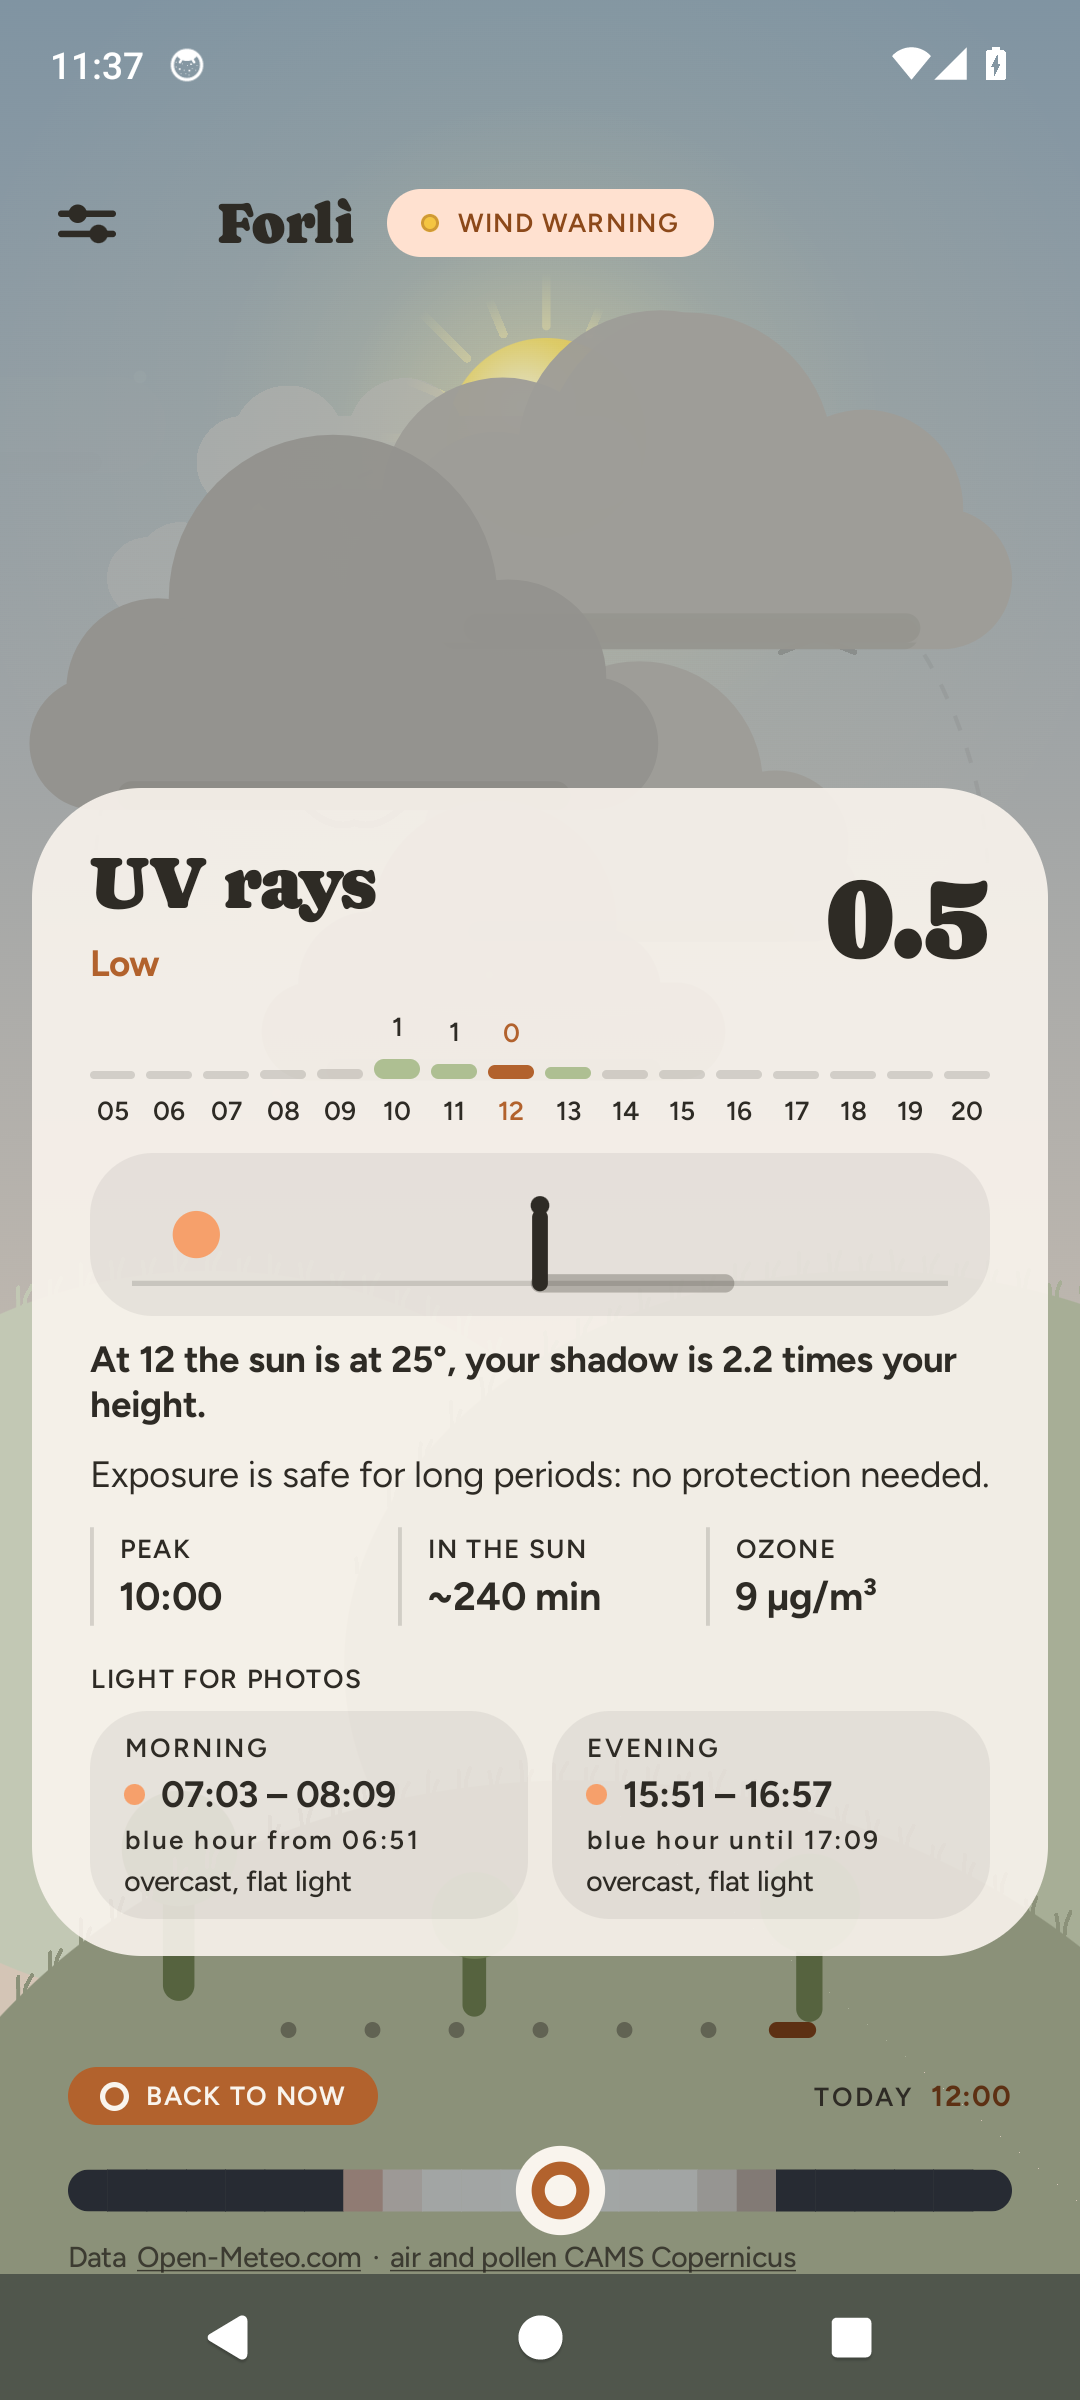 11:37
Forlì
WIND WARNING
UV rays
Low
0.5
1 1 0
05 06 07 08 09 10 11 12 13 14 15 16 17 18 19 20
At 12 the sun is at 25°, your shadow is 2.2 times your
height.
Exposure is safe for long periods: no protection needed.
PEAK
10:00
IN THE SUN
~240 min
OZONE
9 µg/m³
LIGHT FOR PHOTOS
MORNING
07:03 – 08:09
blue hour from 06:51
overcast, flat light
EVENING
15:51 – 16:57
blue hour until 17:09
overcast, flat light
BACK TO NOW
TODAY 12:00
Data Open-Meteo.com · air and pollen CAMS Copernicus